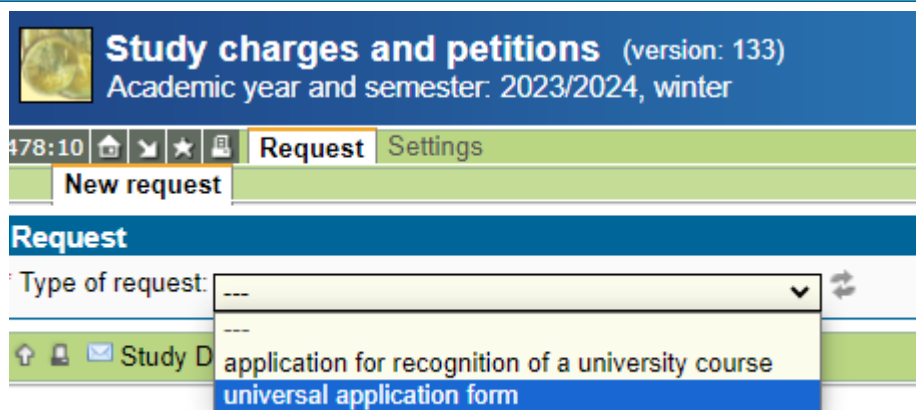 Study charges and petitions (version: 133)
Academic year and semester: 2023/2024, winter
478:10 Request Settings
New request
Request
* Type of request: ---
---
Study D
application for recognition of a university course
universal application form